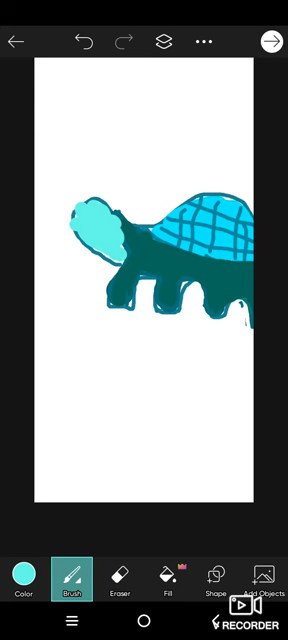 Color
Brush
Eraser
Fill
Shape
Add Objects
RECORDER